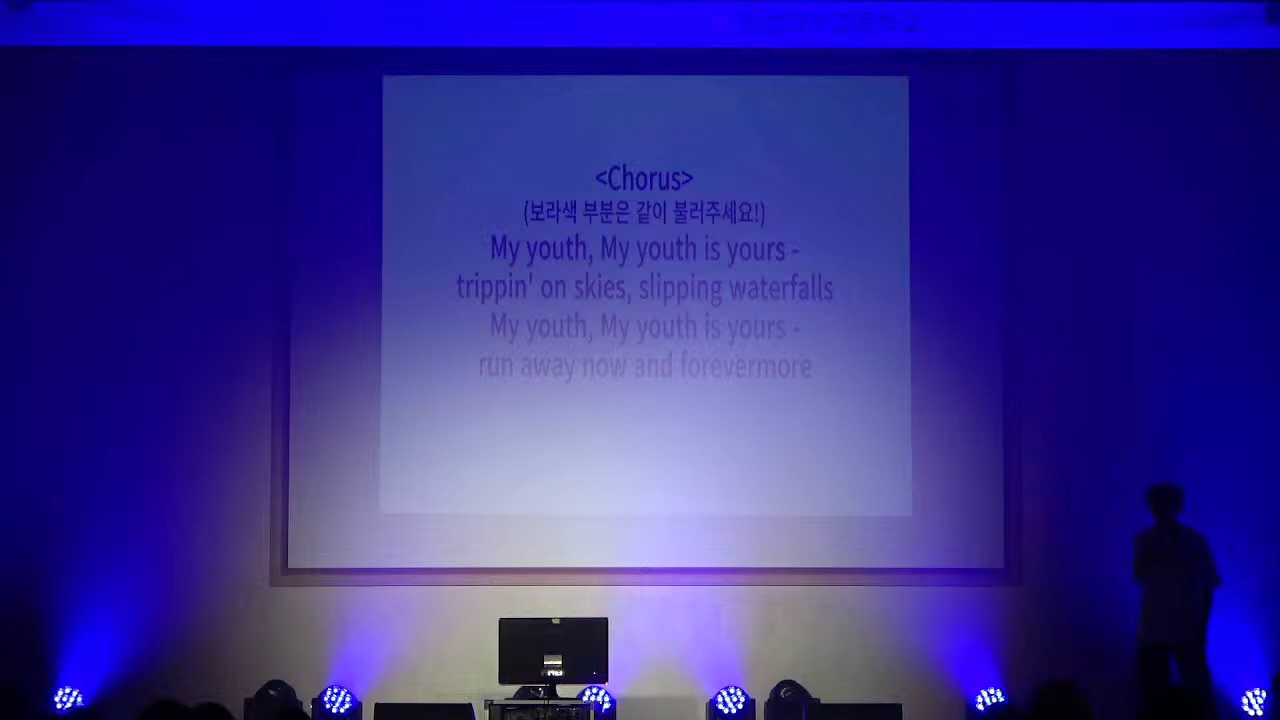 <Chorus>
(보라색 부분은 같이 불러주세요!)
My youth, My youth is yours -
trippin' on skies, slipping waterfalls
My youth, My youth is yours -
run away now and forevermore